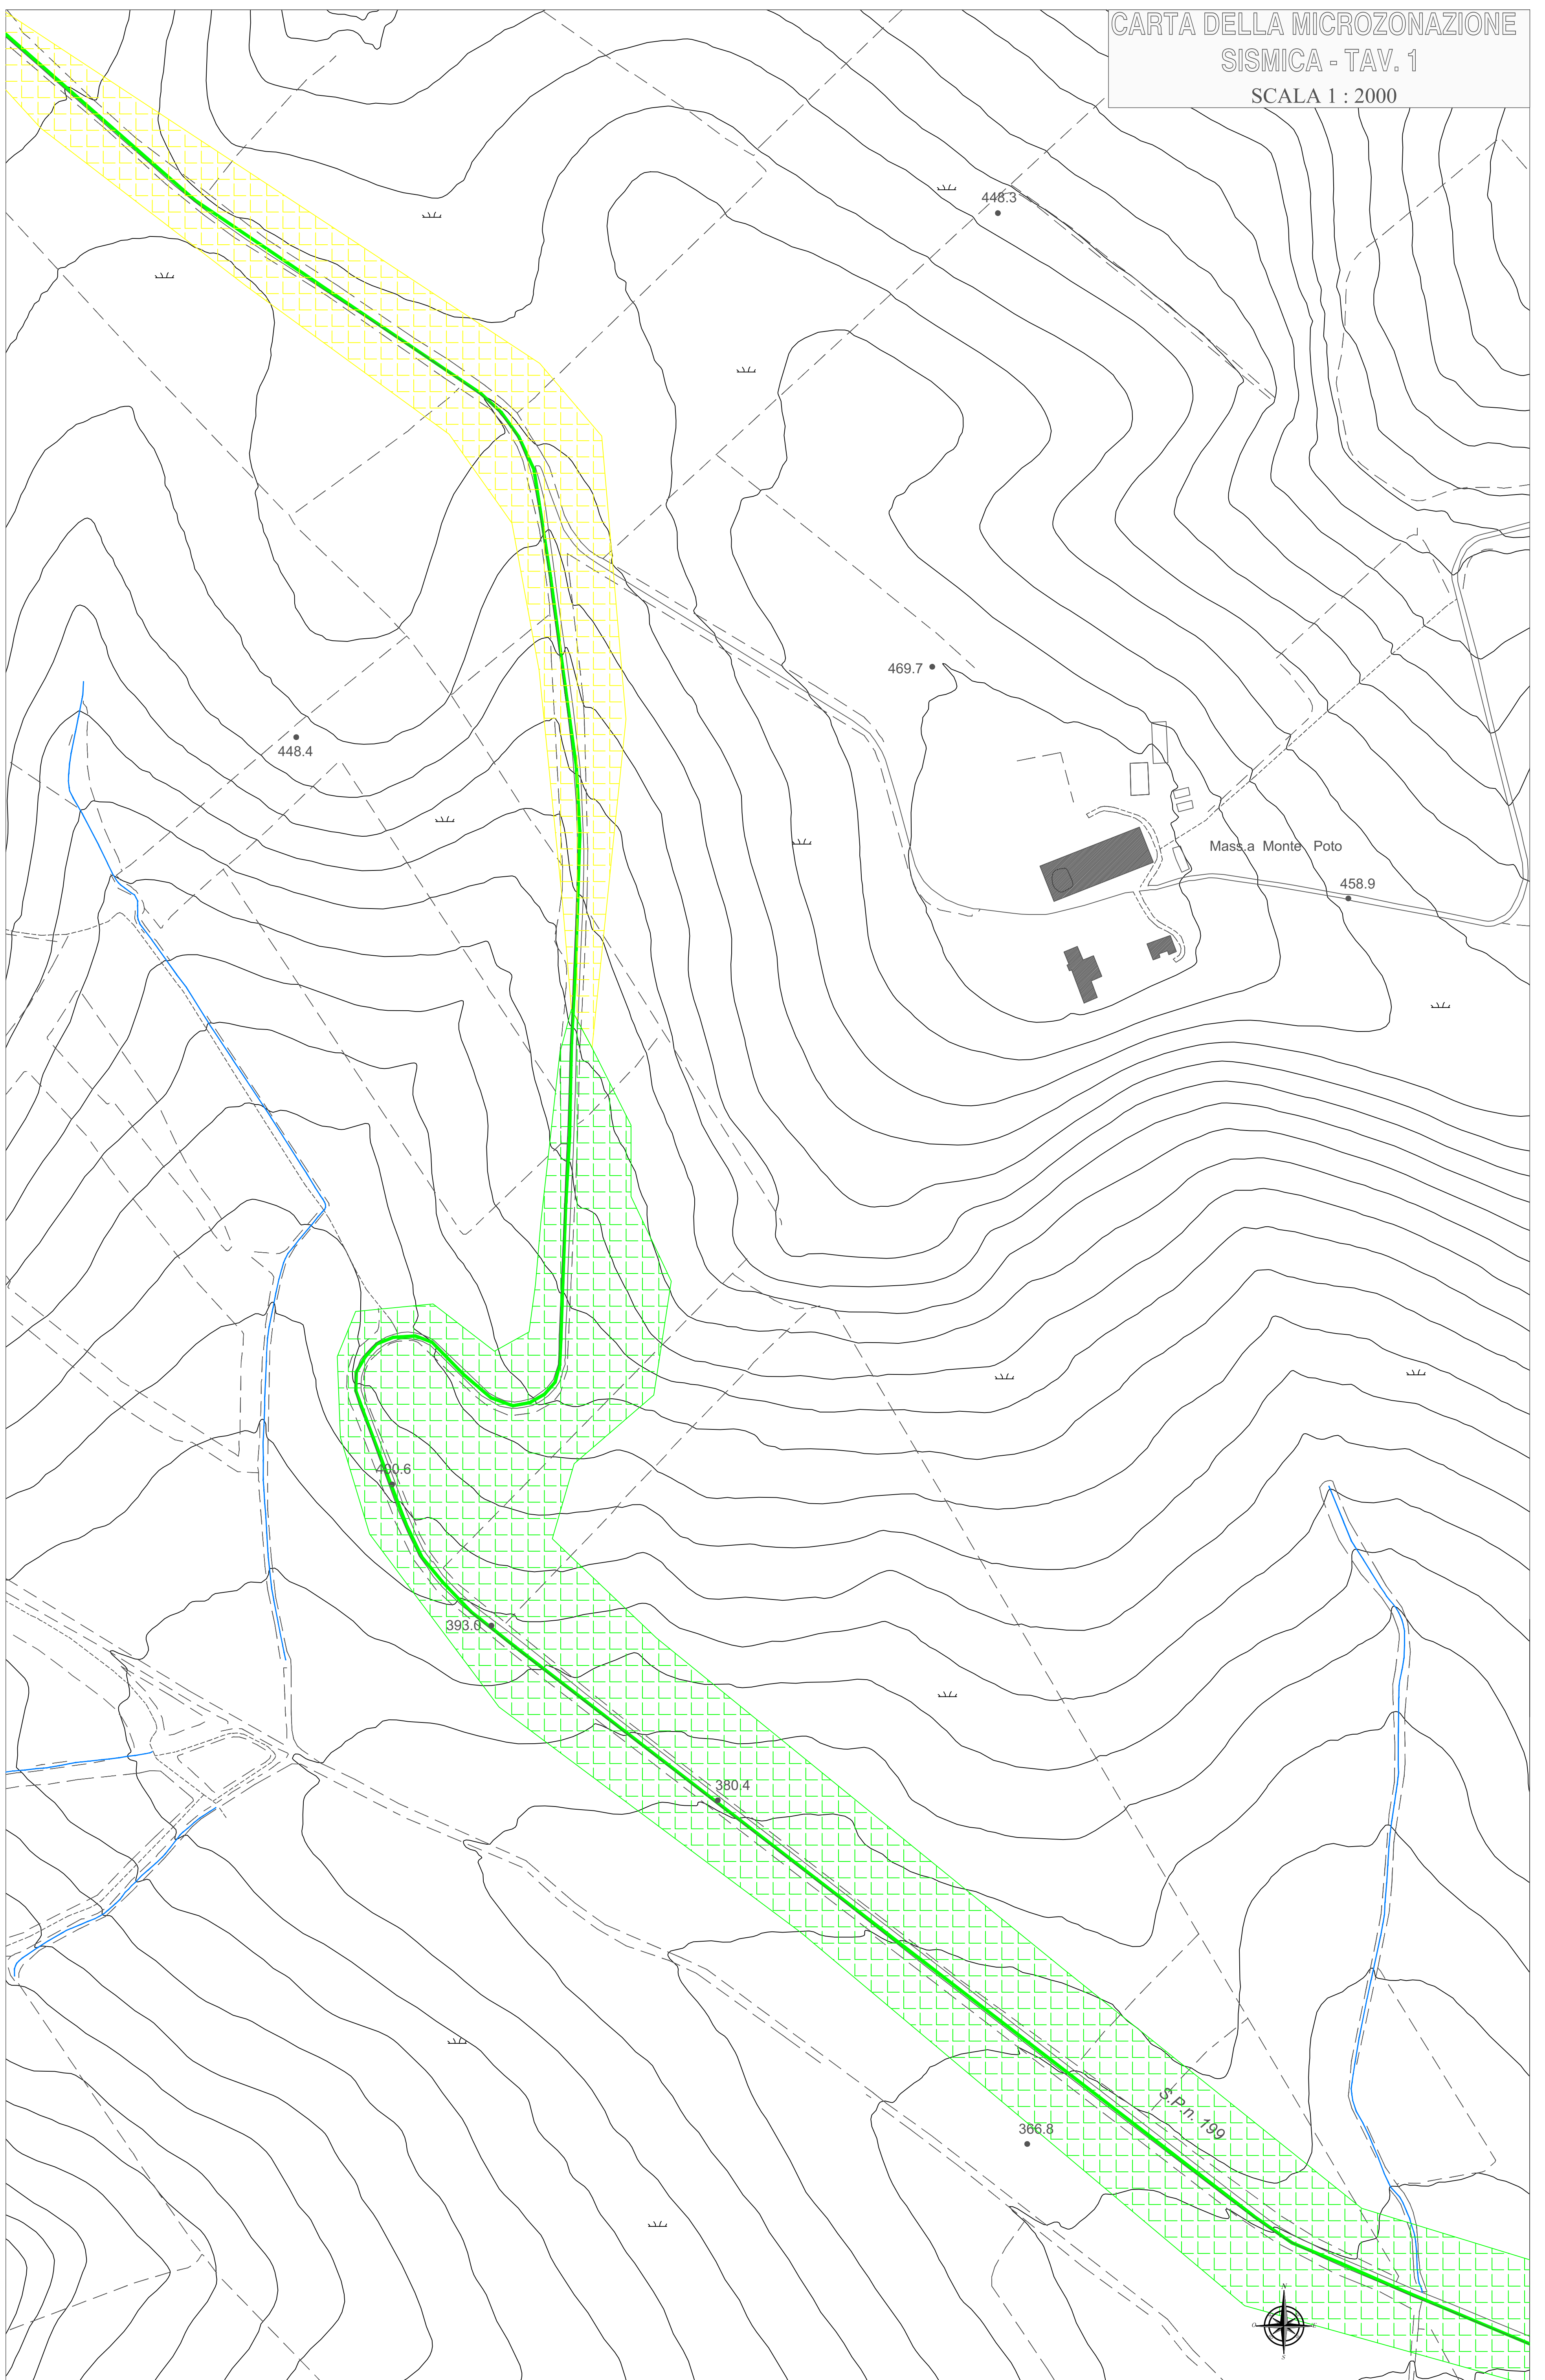 CARTA DELLA MICROZONAZIONE
SISMICA - TAV. 1
SCALA 1 : 2000
448.3
469.7
448.4
Mass.a Monte Poto
458.9
400.6
393.0
380.4
S.P.n. 199
366.8
N
O
E
S